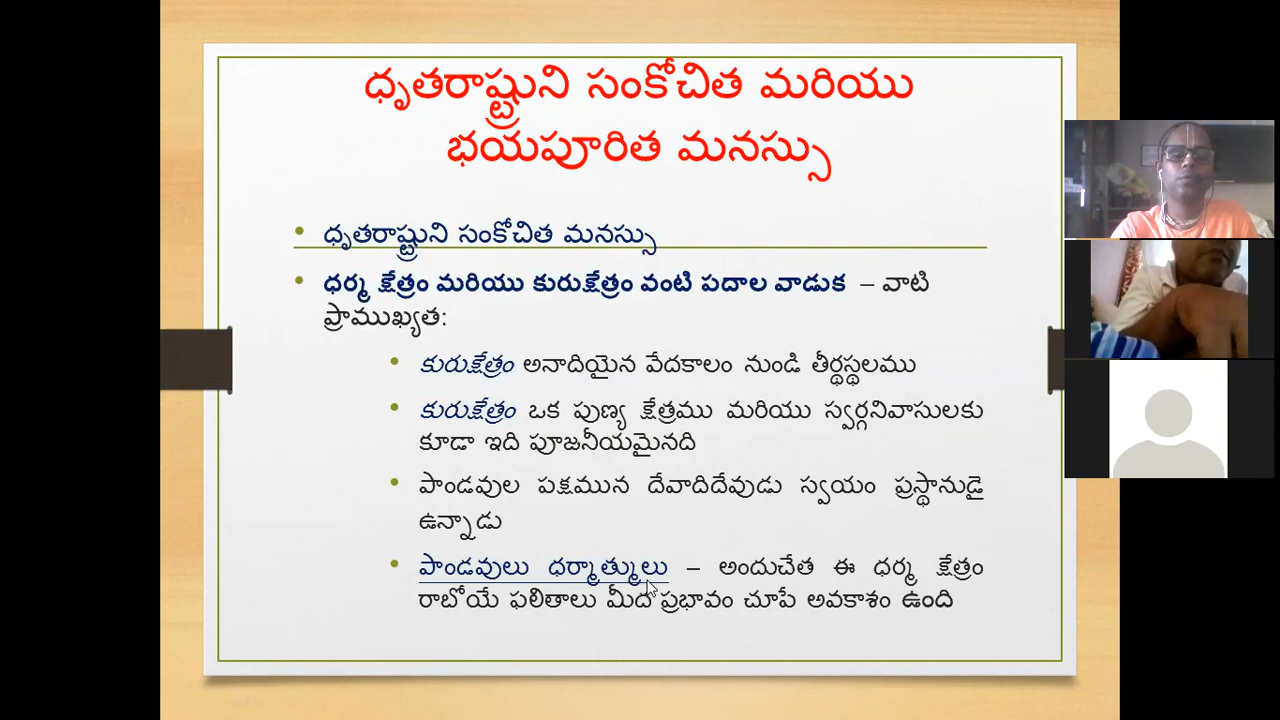 ధృతరాష్ట్రుని సంకోచిత మరియు
భయపూరిత మనస్సు
• ధృతరాష్ట్రుని సంకోచిత మనస్సు
• ధర్మ క్షేత్రం మరియు కురుక్షేత్రం వంటి పదాల వాడుక – వాటి
ప్రాముఖ్యత:
• కురుక్షేత్రం అనాదియైన వేదకాలం నుండి తీర్థస్థలము
• కురుక్షేత్రం ఒక పుణ్య క్షేత్రము మరియు స్వర్గనివాసులకు
కూడా ఇది పూజనీయమైనది
• పాండవుల పక్షమున దేవాదిదేవుడు స్వయం ప్రస్థానుడై
ఉన్నాడు
• పాండవులు ధర్మాత్ములు – అందుచేత ఈ ధర్మ క్షేత్రం
రాబోయే ఫలితాలు మీద ప్రభావం చూపే అవకాశం ఉంది